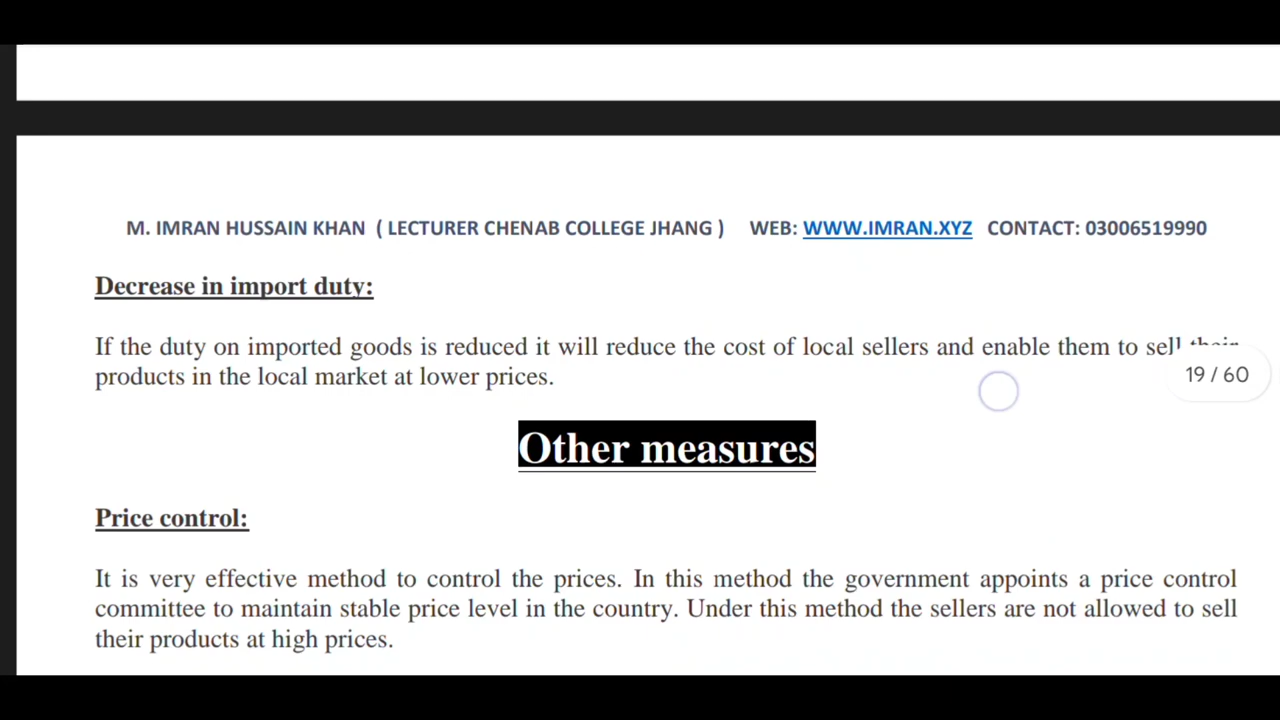 M. IMRAN HUSSAIN KHAN ( LECTURER CHENAB COLLEGE JHANG ) WEB: WWW.IMRAN.XYZ CONTACT: 03006519990
Decrease in import duty:
If the duty on imported goods is reduced it will reduce the cost of local sellers and enable them to sell their
products in the local market at lower prices.
19 / 60
Other measures
Price control:
It is very effective method to control the prices. In this method the government appoints a price control
committee to maintain stable price level in the country. Under this method the sellers are not allowed to sell
their products at high prices.